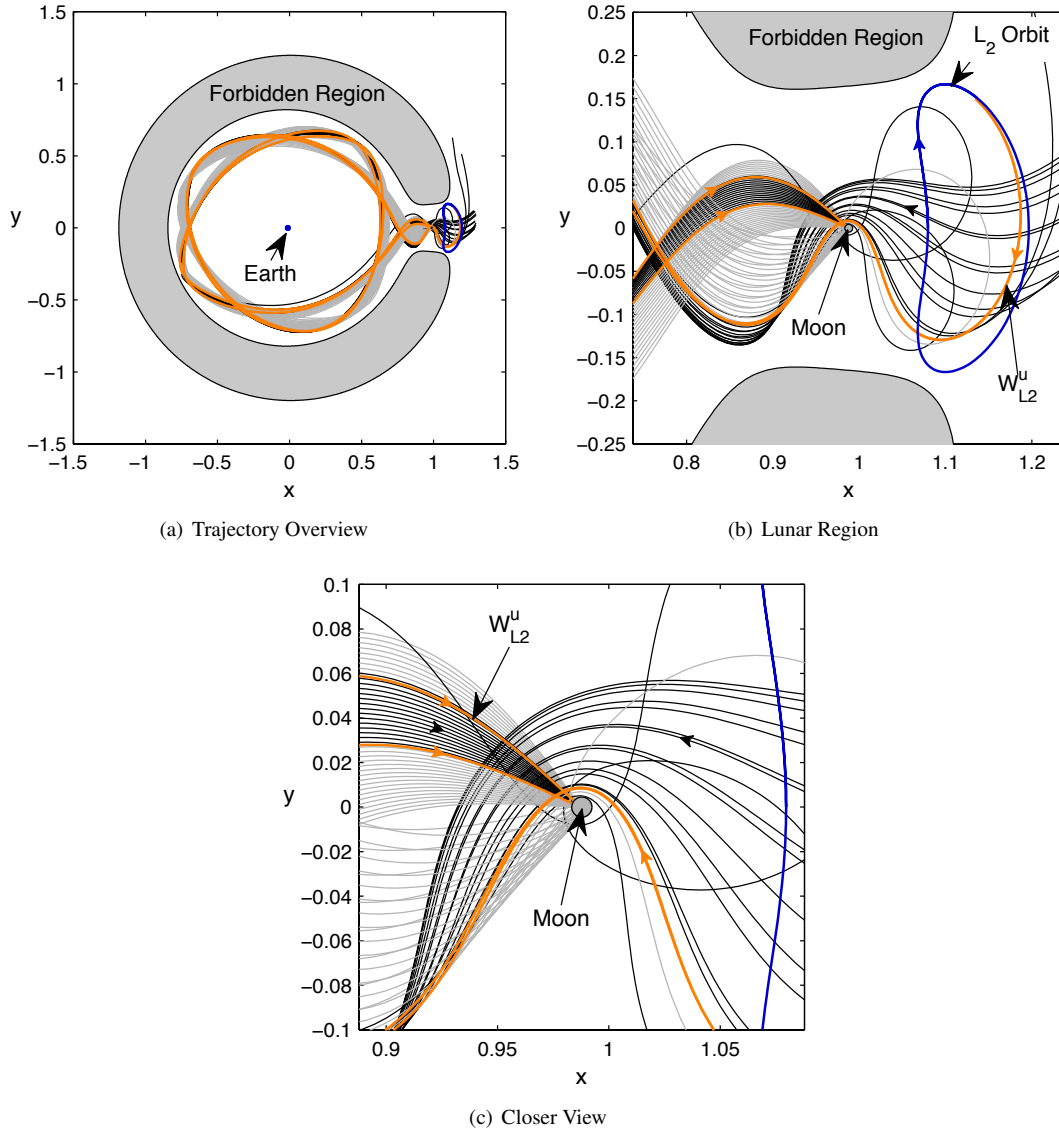 1.5
1
0.5
0
−0.5
−1
−1.5
y
Forbidden Region
Earth
−1.5 −1 −0.5 0 0.5 1 1.5
x
(a) Trajectory Overview
0.25
0.2
0.15
0.1
0.05
0
−0.05
−0.1
−0.15
−0.2
−0.25
y
Forbidden Region
L2 Orbit
Moon
W^u_L2
0.8 0.9 1 1.1 1.2
x
(b) Lunar Region
0.1
0.08
0.06
0.04
0.02
0
−0.02
−0.04
−0.06
−0.08
−0.1
y
W^u_L2
Moon
0.9 0.95 1 1.05
x
(c) Closer View